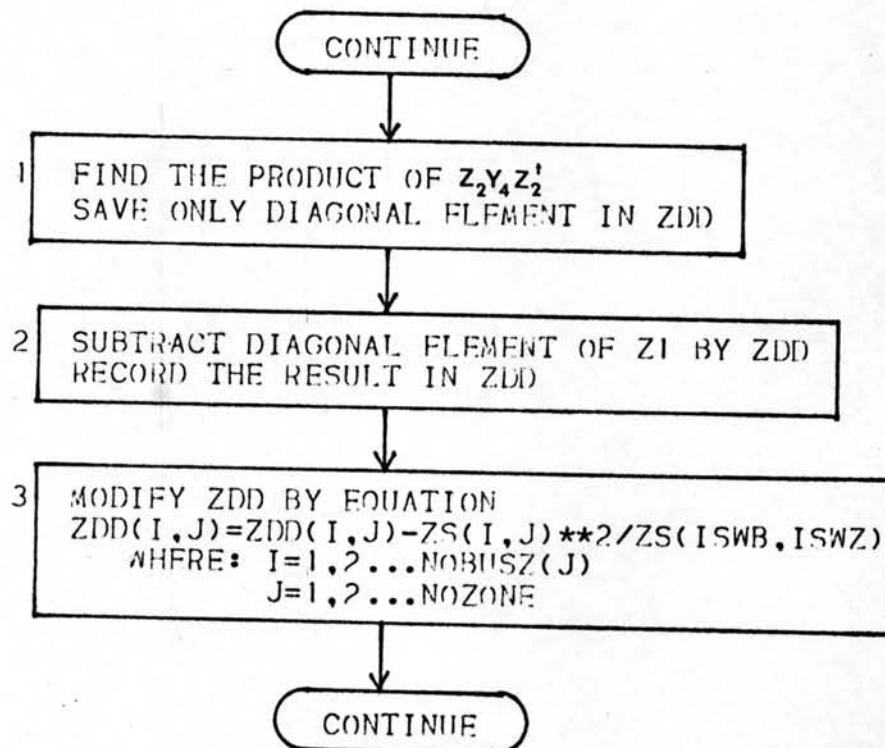 CONTINUE
1
FIND THE PRODUCT OF Z₂Y₄Z₂ᵗ
SAVE ONLY DIAGONAL ELEMENT IN ZDD
2
SUBTRACT DIAGONAL ELEMENT OF Z1 BY ZDD
RECORD THE RESULT IN ZDD
3
MODIFY ZDD BY EQUATION
ZDD(I,J)=ZDD(I,J)-ZS(I,J)**2/ZS(ISWB,ISWZ)
WHERE: I=1,2...NOBUSZ(J)
J=1,2...NOZONE
CONTINUE